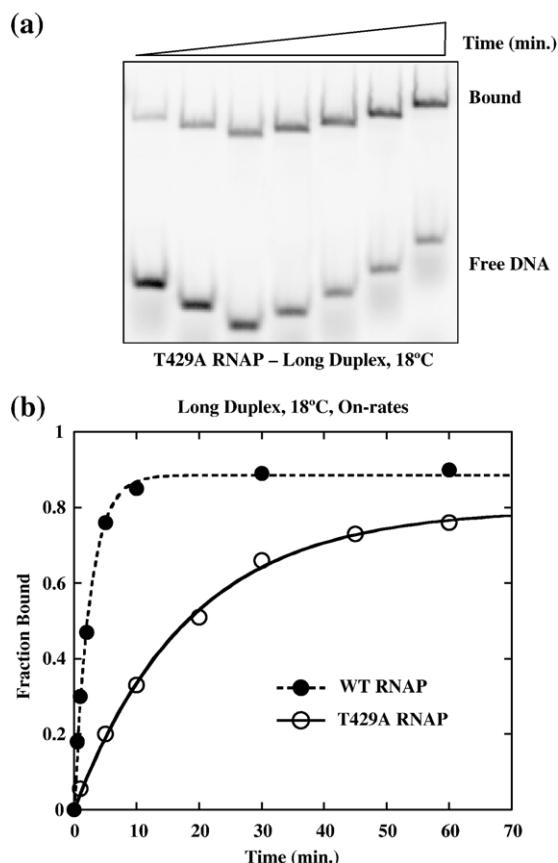 (a)
Time (min.)
Bound
Free DNA
T429A RNAP – Long Duplex, 18ºC
(b)
Long Duplex, 18ºC, On-rates
1
0.8
0.6
0.4
0.2
0
Fraction Bound
WT RNAP
T429A RNAP
0 10 20 30 40 50 60 70
Time (min.)